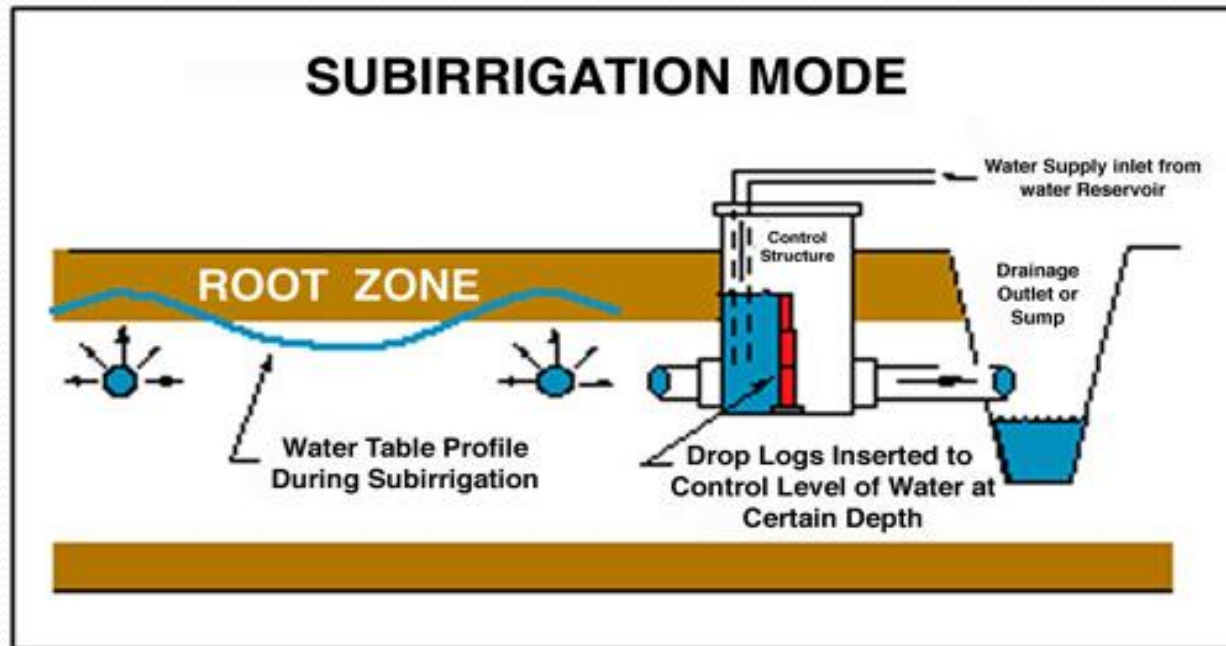 SUBIRRIGATION MODE
Water Supply inlet from
water Reservoir
Control
Structure
ROOT ZONE
Drainage
Outlet or
Sump
Water Table Profile
During Subirrigation
Drop Logs Inserted to
Control Level of Water at
Certain Depth